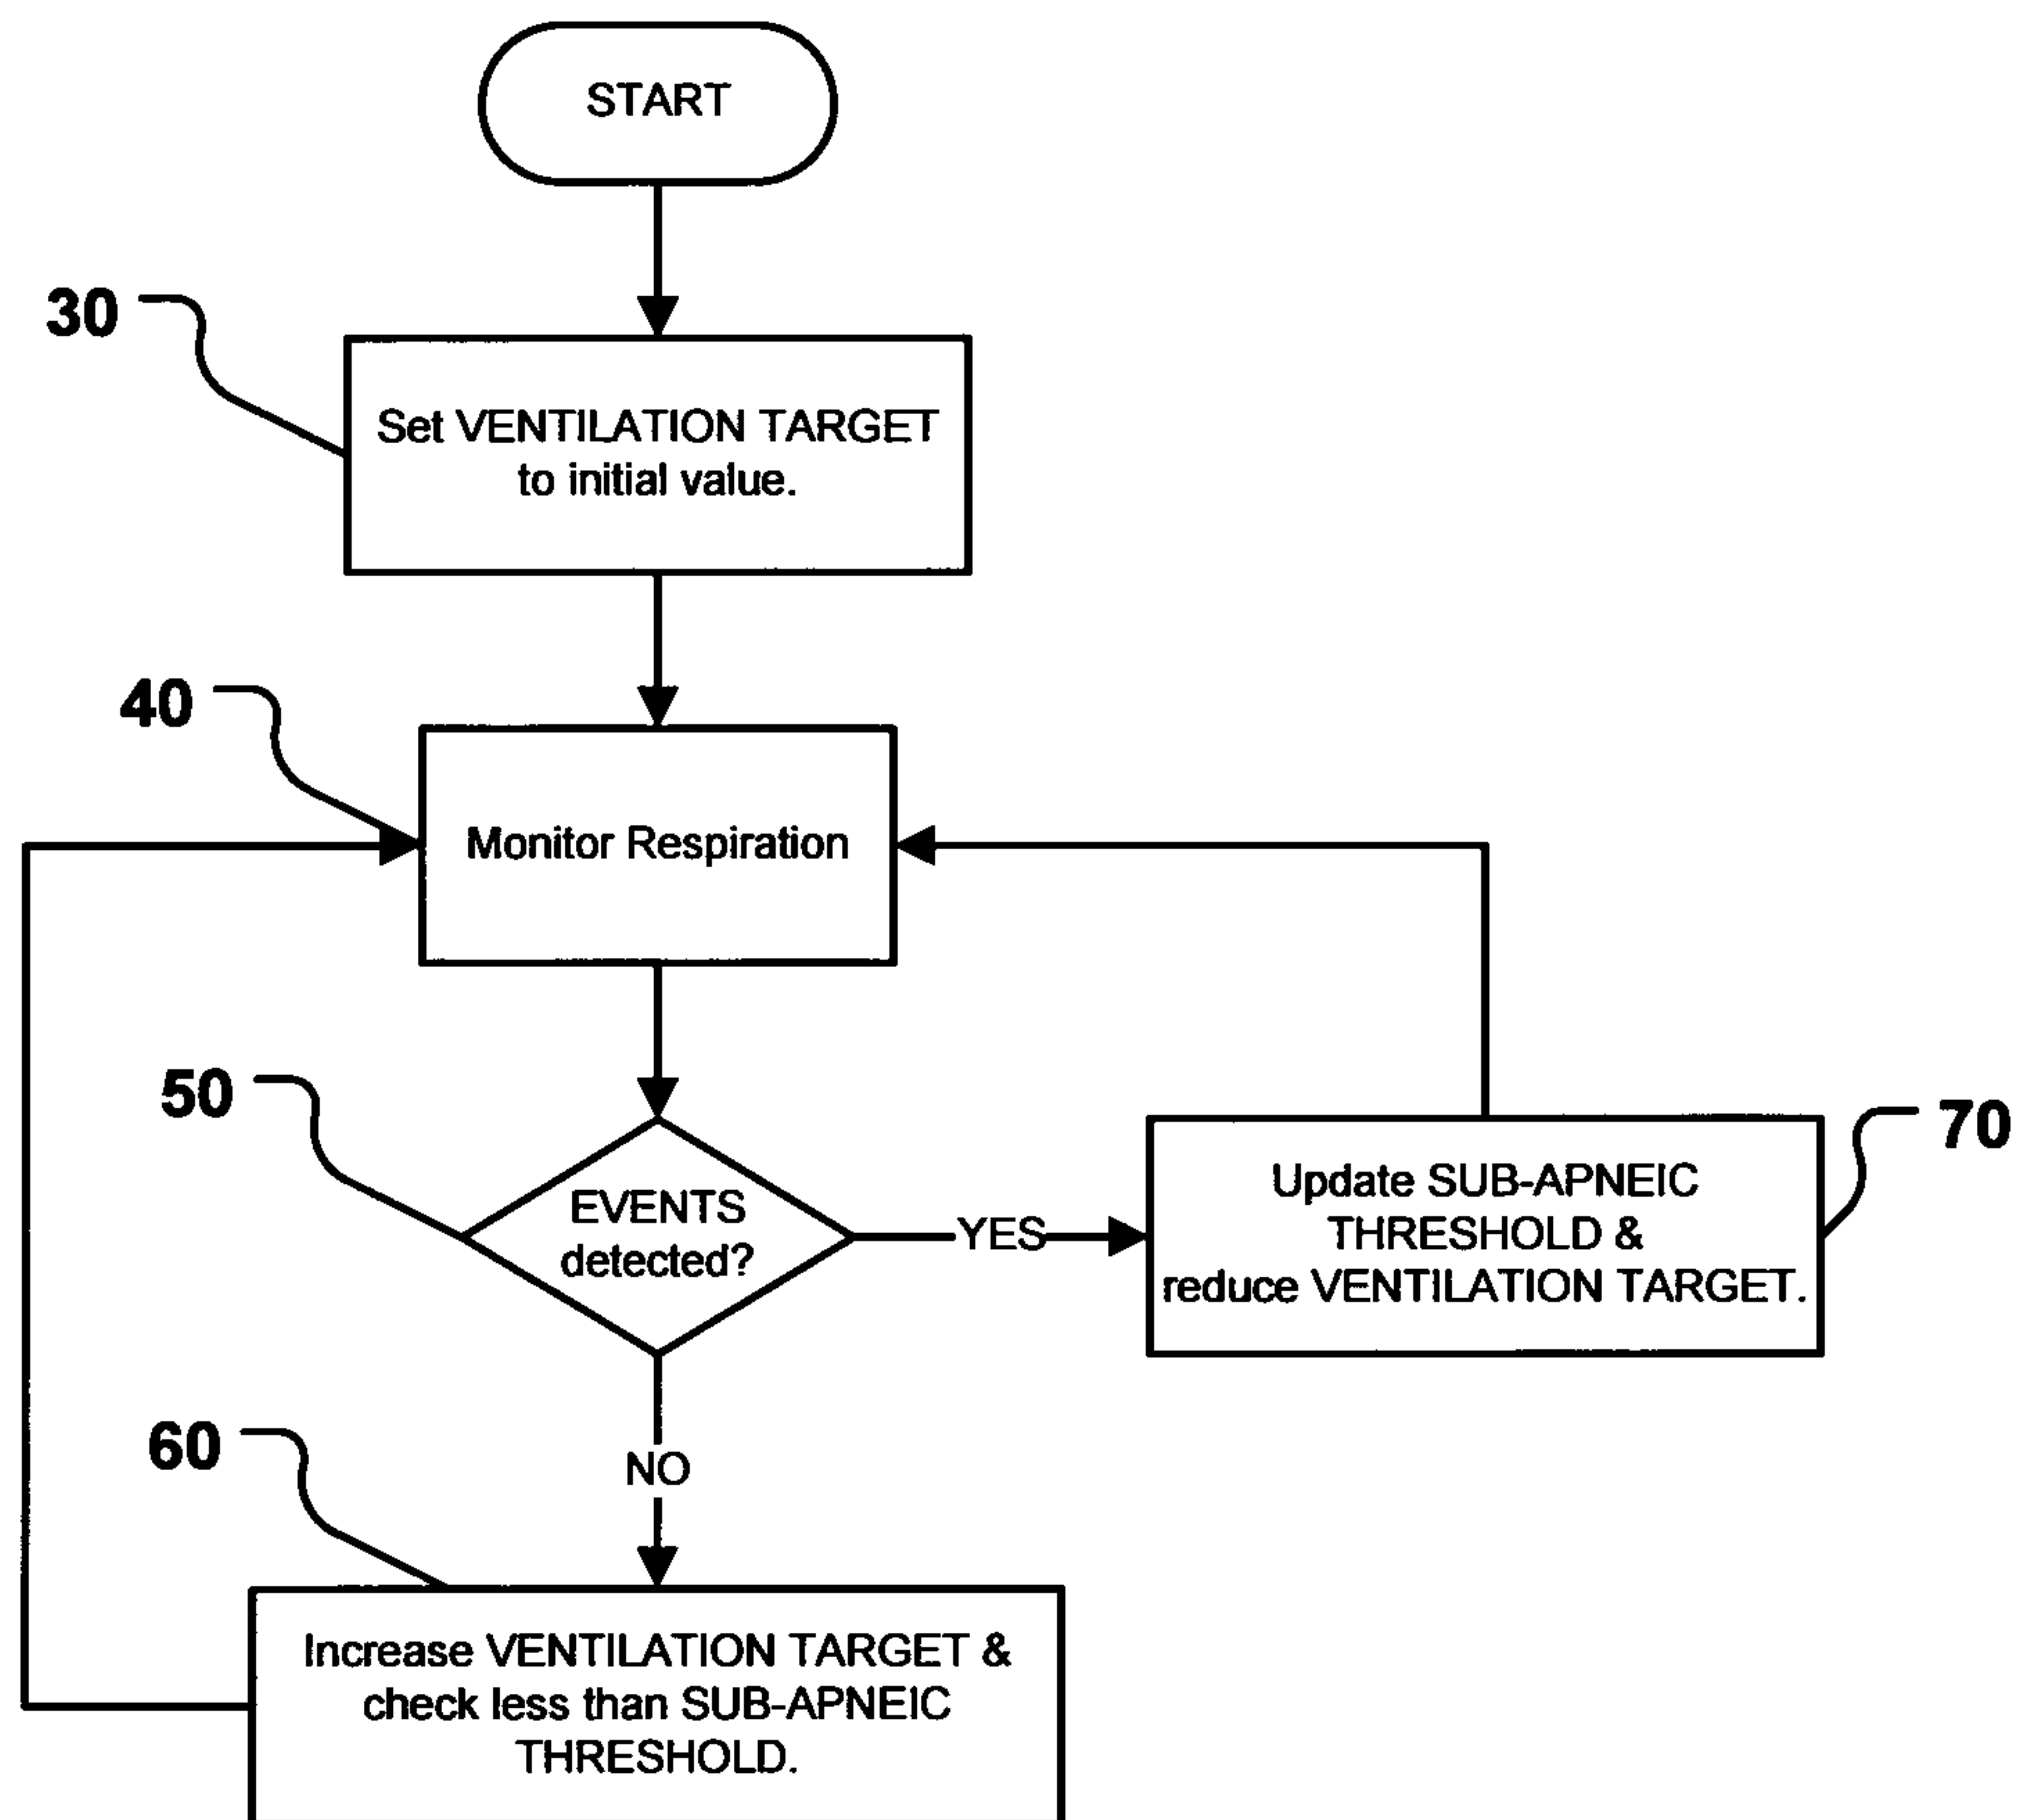 START
30
Set VENTILATION TARGET
to initial value.
40
Monitor Respiration
50
EVENTS
detected?
YES
70
Update SUB-APNEIC
THRESHOLD &
reduce VENTILATION TARGET.
NO
60
Increase VENTILATION TARGET &
check less than SUB-APNEIC
THRESHOLD.